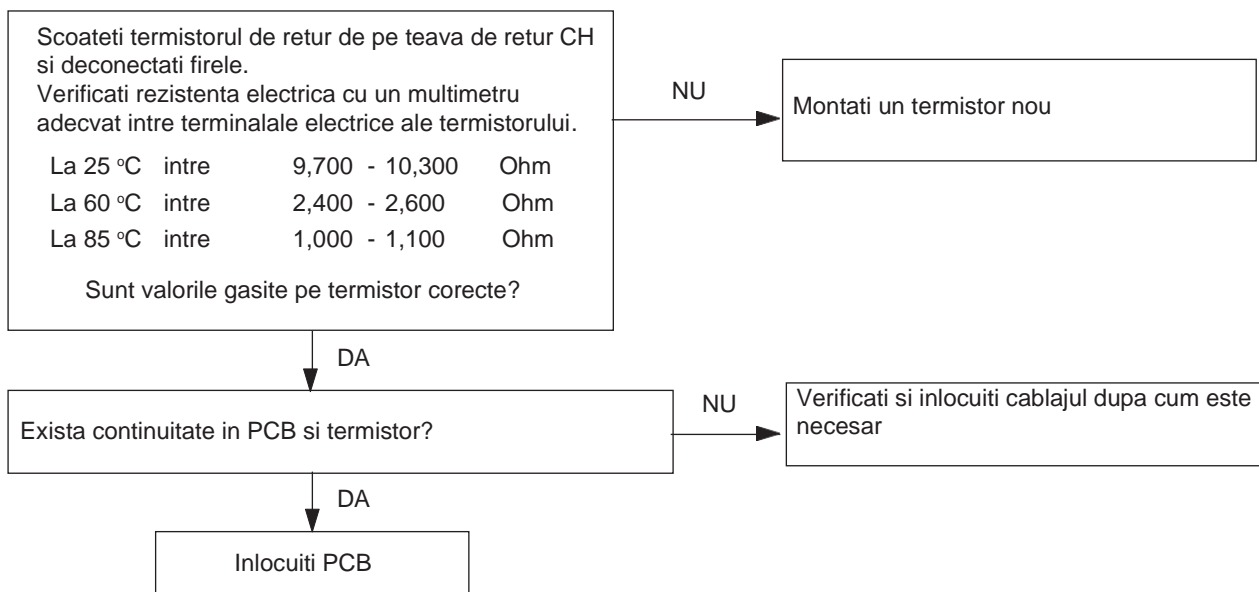 Scoateti termistorul de retur de pe teava de retur CH
si deconectati firele.
Verificati rezistenta electrica cu un multimetru
adecvat intre terminalale electrice ale termistorului.
La 25 °C intre 9,700 - 10,300 Ohm
La 60 °C intre 2,400 - 2,600 Ohm
La 85 °C intre 1,000 - 1,100 Ohm
Sunt valorile gasite pe termistor corecte?
NU
Montati un termistor nou
DA
Exista continuitate in PCB si termistor?
NU
Verificati si inlocuiti cablajul dupa cum este
necesar
DA
Inlocuiti PCB